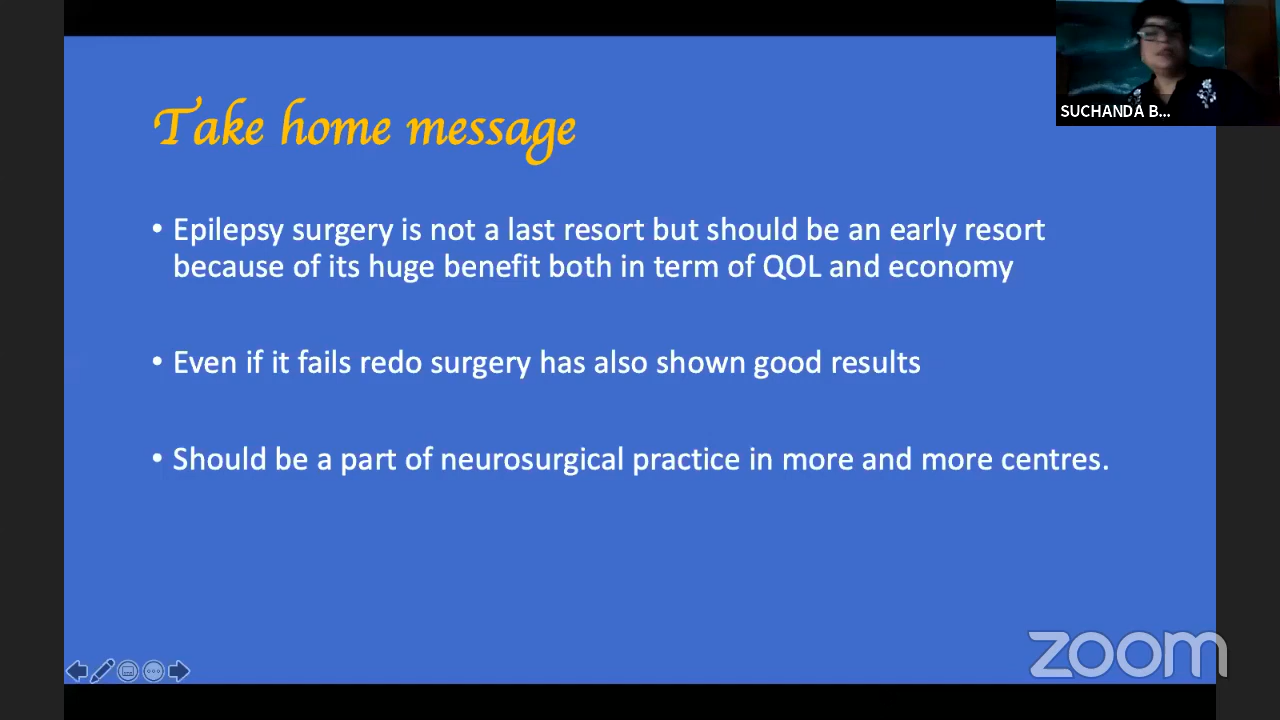 SUCHANDA B...
Take home message
• Epilepsy surgery is not a last resort but should be an early resort
because of its huge benefit both in term of QOL and economy
• Even if it fails redo surgery has also shown good results
• Should be a part of neurosurgical practice in more and more centres.
zoom